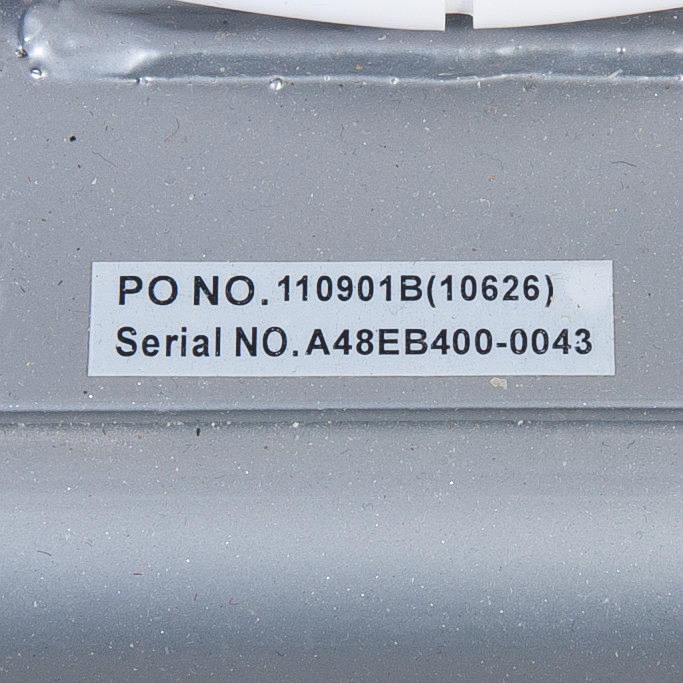 PO NO. 110901B(10626)
Serial NO. A48EB400-0043